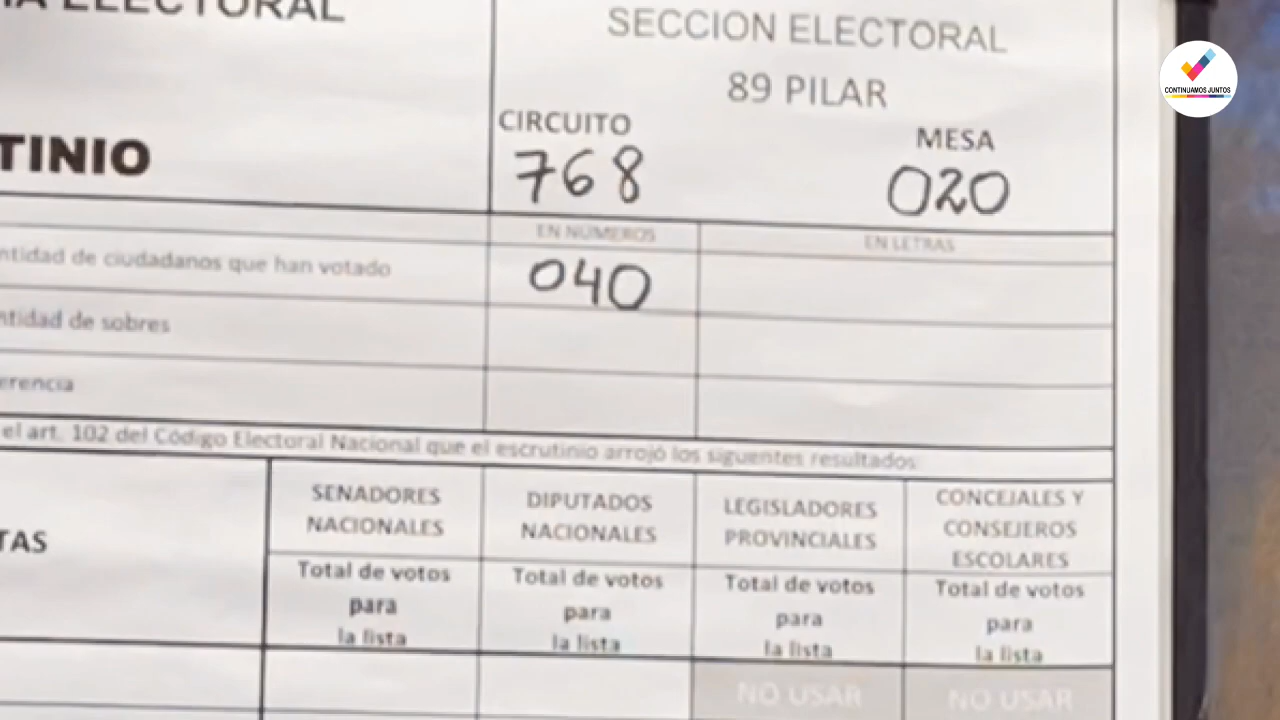 ELECTORAL
SECCION ELECTORAL
89 PILAR
CONTINUAMOS JUNTOS
CIRCUITO
MESA
TINIO
768
020
EN NÚMEROS
EN LETRAS
ntidad de ciudadanos que han votado
040
ntidad de sobres
erencia
el art. 102 del Código Electoral Nacional que el escrutinio arrojó los siguentes resultados
TAS
SENADORES
NACIONALES
DIPUTADOS
NACIONALES
LEGISLADORES
PROVINCIALES
CONCEJALES Y
CONSEJEROS
ESCOLARES
Total de votos
para
la lista
Total de votos
para
la lista
Total de votos
para
la lista
Total de votos
para
la lista
NO USAR
NO USAR